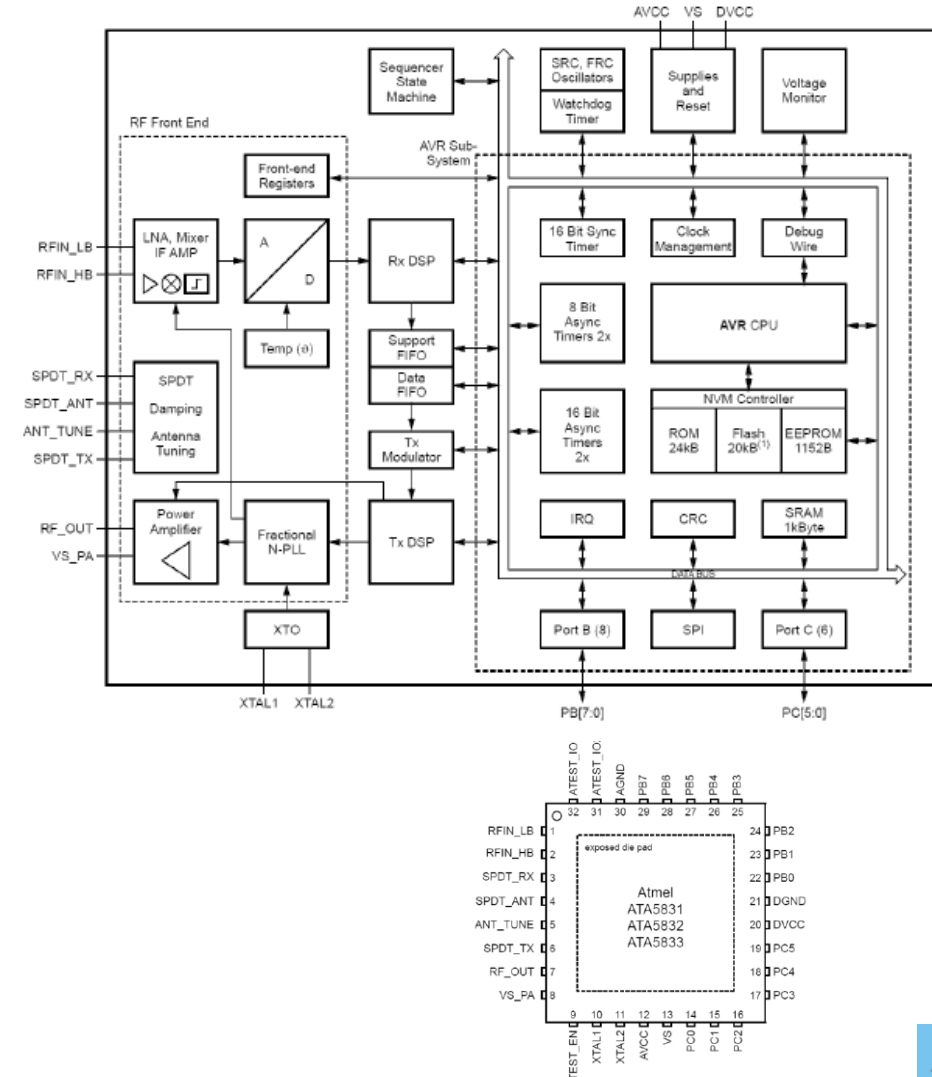 AVCC VS DVCC
Sequencer
State
Machine
SRC, FRC
Oscillators
Watchdog
Timer
Supplies
and
Reset
Voltage
Monitor
RF Front End
AVR Sub-
System
Front-end
Registers
RFIN_LB
RFIN_HB
LNA, Mixer
IF AMP
A
D
Rx DSP
16 Bit Sync
Timer
Clock
Management
Debug
Wire
Temp (ϑ)
Support
FIFO
Data
FIFO
8 Bit
Async
Timers 2x
AVR CPU
SPDT_RX
SPDT_ANT
ANT_TUNE
SPDT_TX
SPDT
Damping
Antenna
Tuning
Tx
Modulator
16 Bit
Async
Timers
2x
NVM Controller
ROM
24kB
Flash
20kB(1)
EEPROM
1152B
RF_OUT
VS_PA
Power
Amplifier
Fractional
N-PLL
Tx DSP
IRQ
CRC
SRAM
1kByte
DATA BUS
XTO
Port B (8)
SPI
Port C (6)
XTAL1 XTAL2
PB[7:0]
PC[5:0]
ATEST_IO
ATEST_IO
AGND
PB7
PB6
PB5
PB4
PB3
32 31 30 29 28 27 26 25
RFIN_LB 1
RFIN_HB 2
SPDT_RX 3
SPDT_ANT 4
ANT_TUNE 5
SPDT_TX 6
RF_OUT 7
VS_PA 8
exposed die pad
Atmel
ATA5831
ATA5832
ATA5833
24 PB2
23 PB1
22 PB0
21 DGND
20 DVCC
19 PC5
18 PC4
17 PC3
9 10 11 12 13 14 15 16
TEST_EN
XTAL1
XTAL2
AVCC
VS
PC0
PC1
PC2